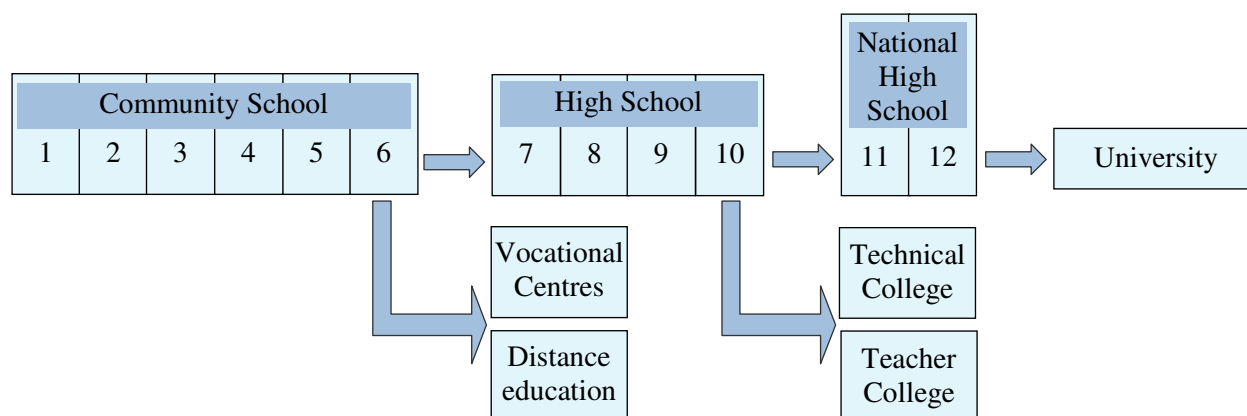 Community School
1 2 3 4 5 6
High School
7 8 9 10
National
High
School
11 12
University
Vocational
Centres
Distance
education
Technical
College
Teacher
College